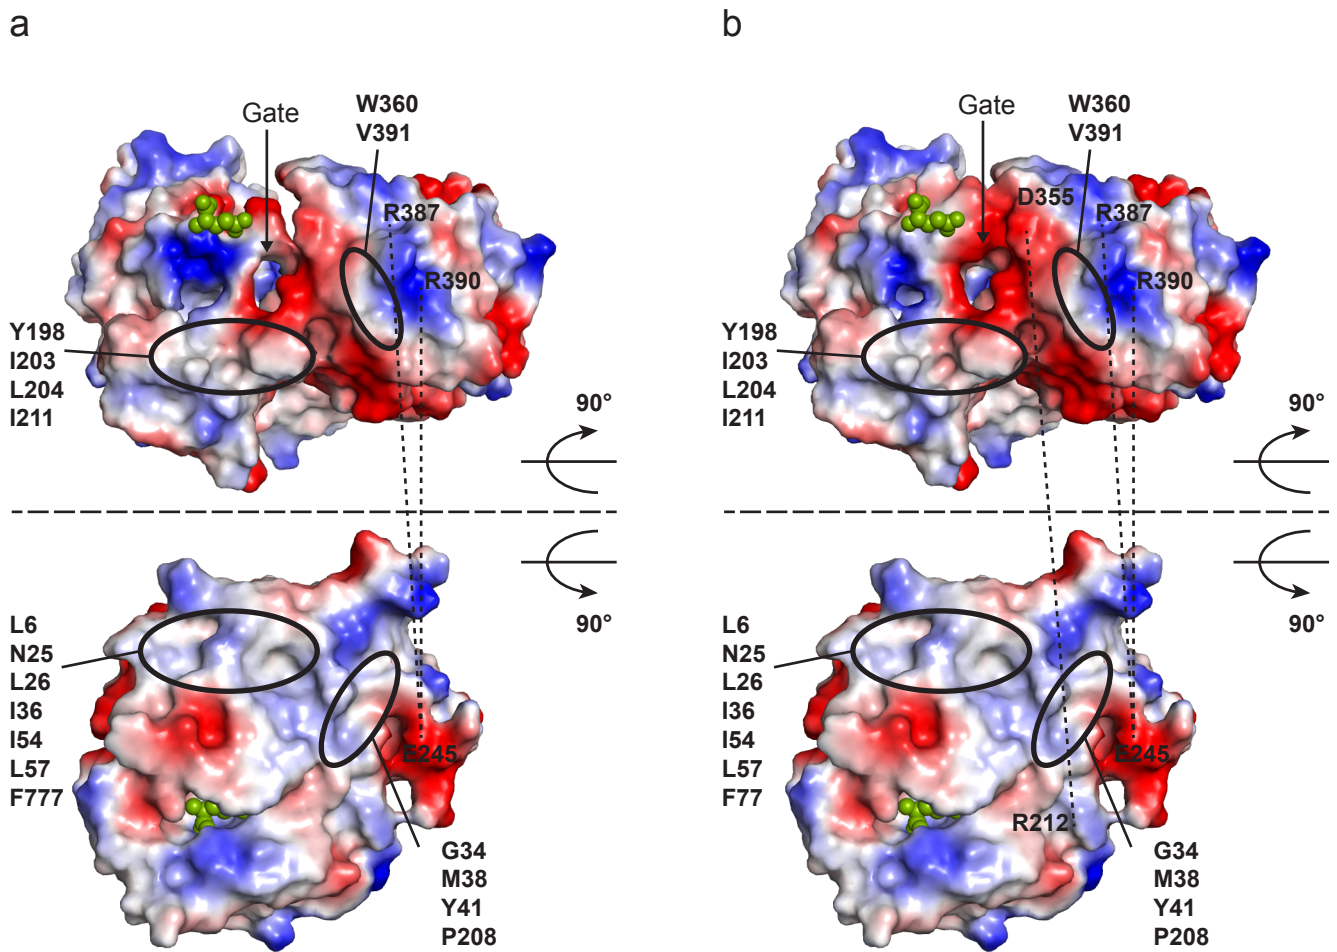 a
Gate
W360
V391
R387
R390
Y198
I203
L204
I211
90°
90°
L6
N25
L26
I36
I54
L57
F777
E245
G34
M38
Y41
P208
b
Gate
W360
V391
D355
R387
R390
Y198
I203
L204
I211
90°
90°
L6
N25
L26
I36
I54
L57
F77
E245
R212
G34
M38
Y41
P208